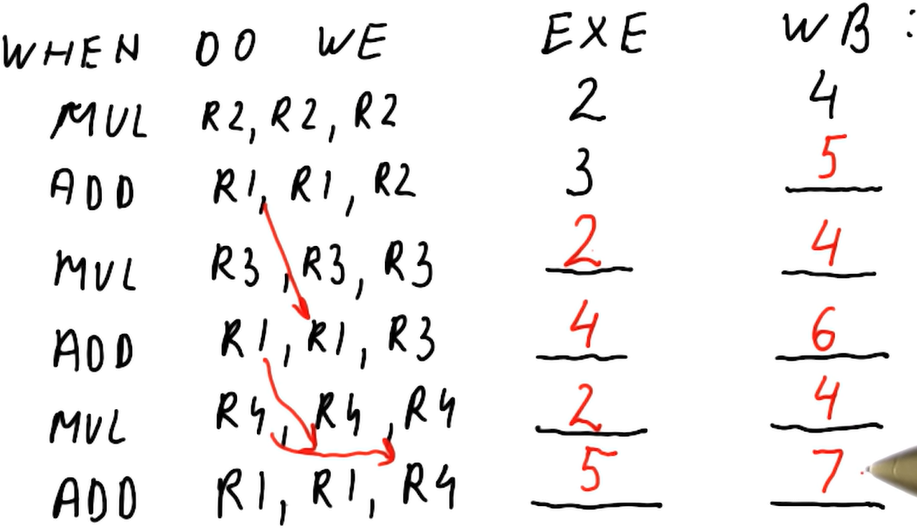 WHEN DO WE EXE WB :
MUL R2, R2, R2 2 4
ADD R1, R1, R2 3 5
MUL R3, R3, R3 2 4
ADD R1, R1, R3 4 6
MUL R4, R4, R4 2 4
ADD R1, R1, R4 5 7